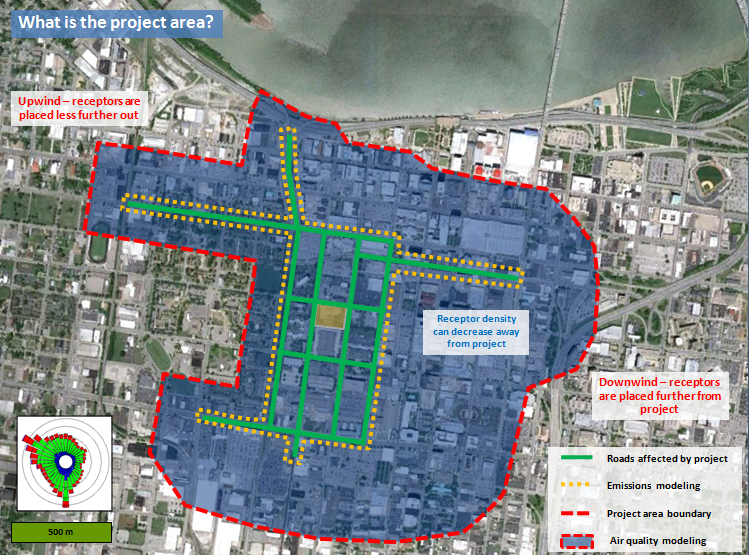 What is the project area?
Upwind – receptors are
placed less further out
Receptor density
can decrease away
from project
Downwind – receptors
are placed further from
project
Roads affected by project
Emissions modeling
Project area boundary
Air quality modeling
500 m